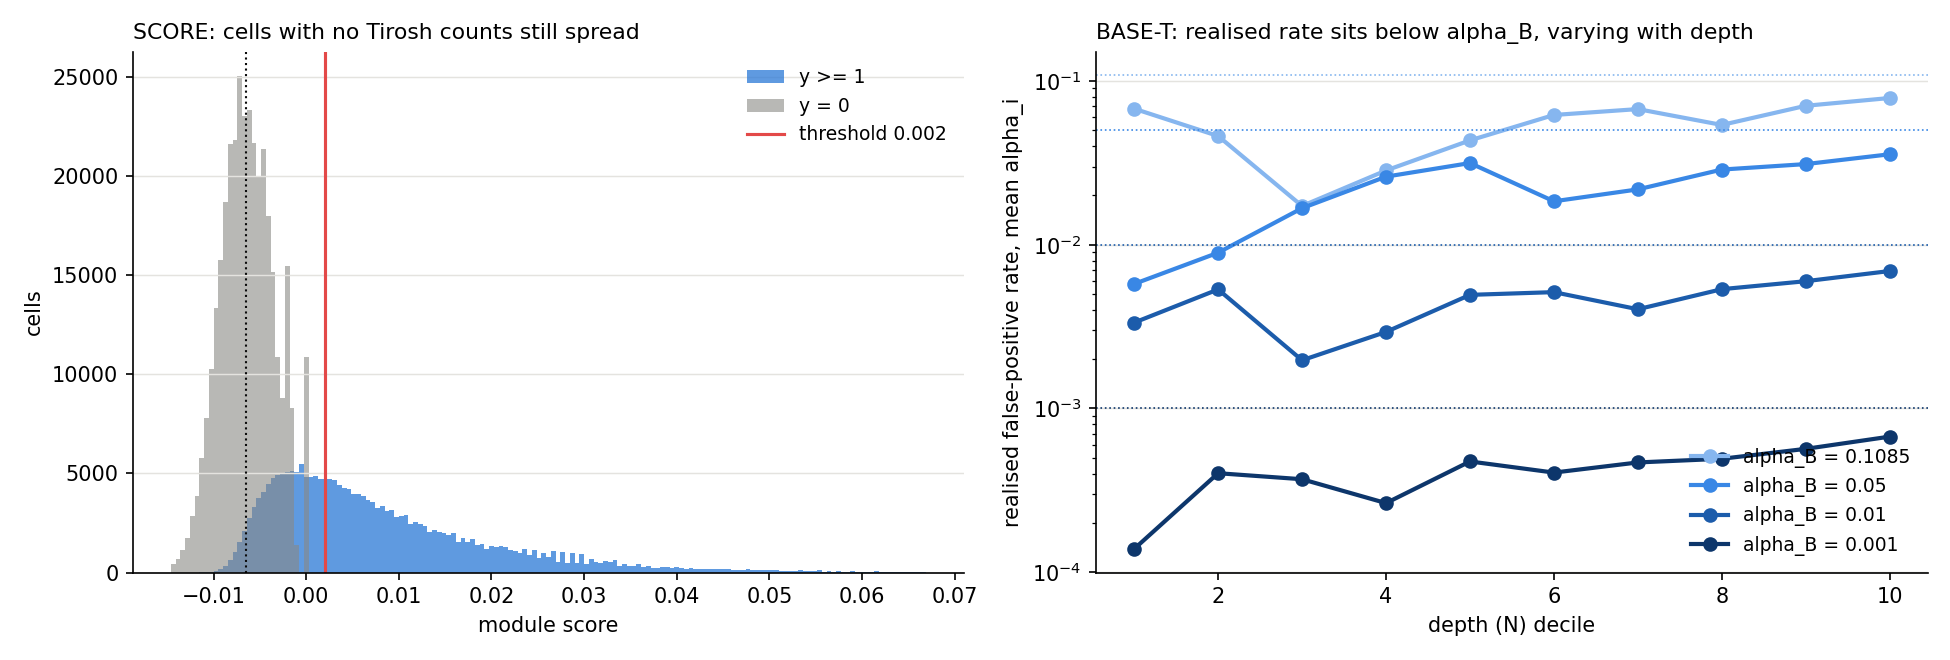 SCORE: cells with no Tirosh counts still spread
25000
20000
15000
10000
5000
0
cells
−0.01
0.00
0.01
0.02
0.03
0.04
0.05
0.06
0.07
module score
y >= 1
y = 0
threshold 0.002
BASE-T: realised rate sits below alpha_B, varying with depth
10⁻¹
10⁻²
10⁻³
10⁻⁴
realised false-positive rate, mean alpha_i
2
4
6
8
10
depth (N) decile
alpha_B = 0.1085
alpha_B = 0.05
alpha_B = 0.01
alpha_B = 0.001